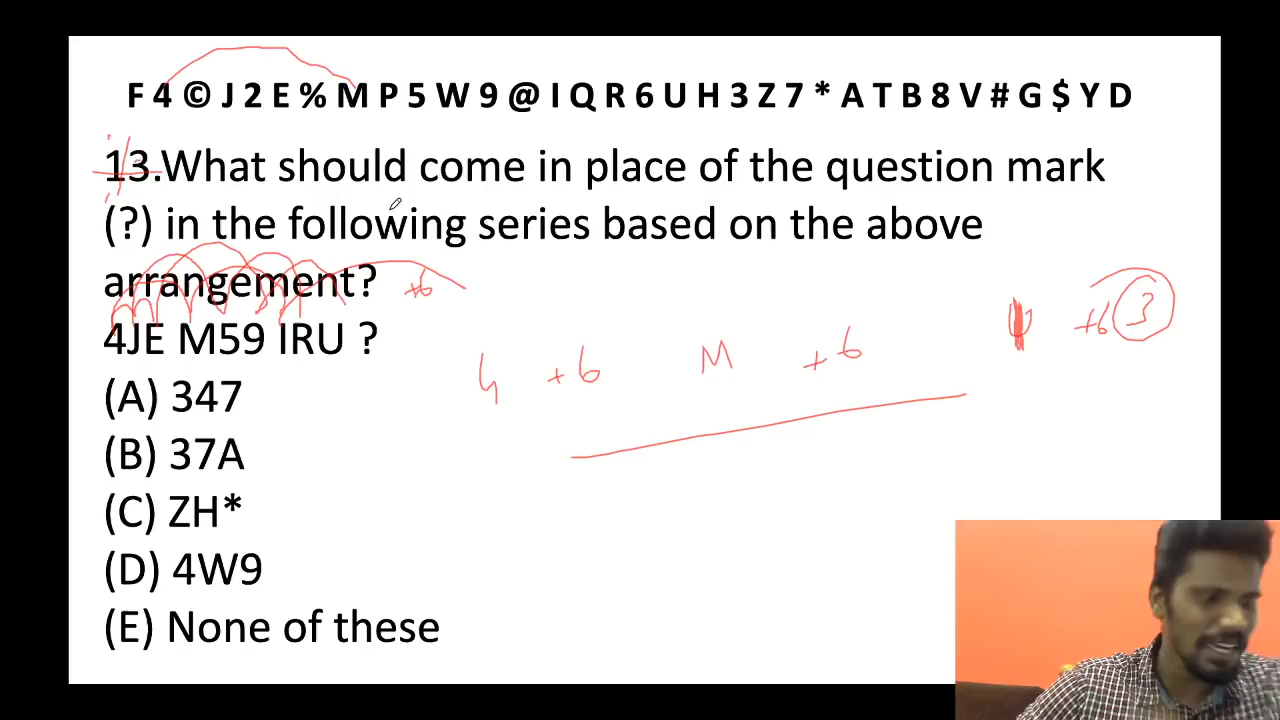 F 4 © J 2 E % M P 5 W 9 @ I Q R 6 U H 3 Z 7 * A T B 8 V # G $ Y D
13.What should come in place of the question mark
(?) in the following series based on the above
arrangement?
+6
4JE M59 IRU ?
4 +6 M +6 +6 3
(A) 347
(B) 37A
(C) ZH*
(D) 4W9
(E) None of these